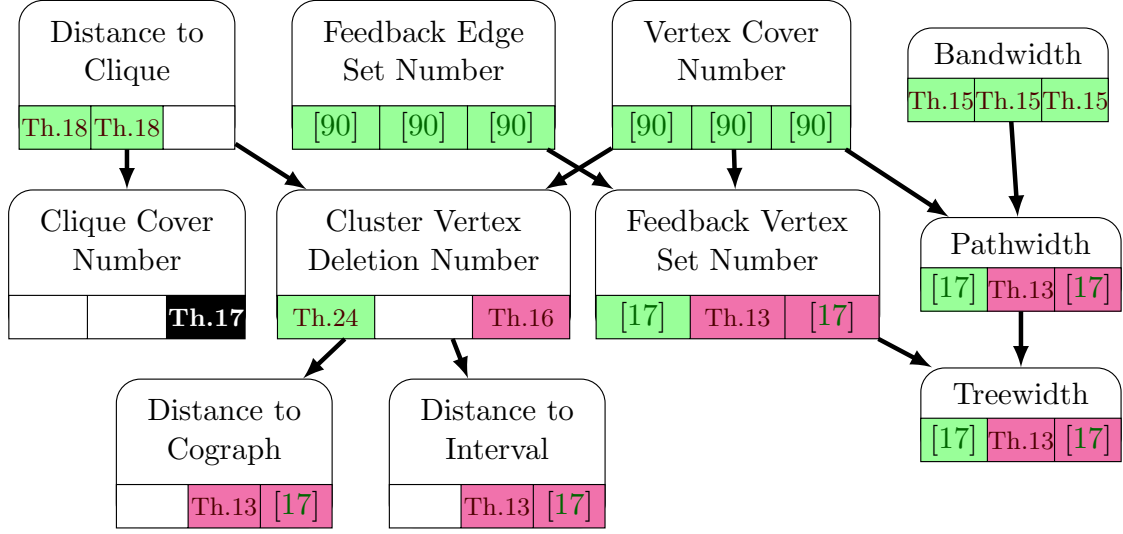 Distance to
Clique
Th.18 Th.18
Feedback Edge
Set Number
[90] [90] [90]
Vertex Cover
Number
[90] [90] [90]
Bandwidth
Th.15 Th.15 Th.15
Clique Cover
Number
Th.17
Cluster Vertex
Deletion Number
Th.24 Th.16
Feedback Vertex
Set Number
[17] Th.13 [17]
Pathwidth
[17] Th.13 [17]
Distance to
Cograph
Th.13 [17]
Distance to
Interval
Th.13 [17]
Treewidth
[17] Th.13 [17]